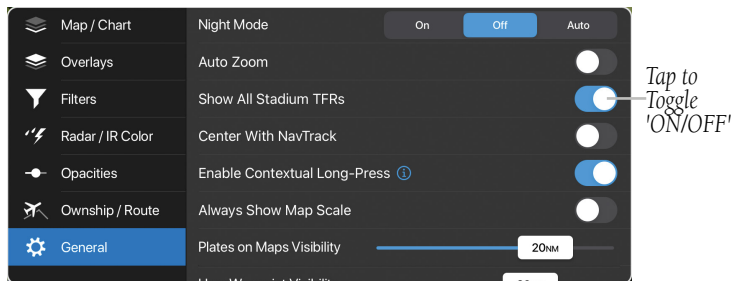 Map / Chart
Night Mode
On
Off
Auto
Overlays
Auto Zoom
Filters
Show All Stadium TFRs
Tap to
Toggle
'ON/OFF'
Radar / IR Color
Center With NavTrack
Opacities
Enable Contextual Long-Press
Ownship / Route
Always Show Map Scale
General
Plates on Maps Visibility
20NM